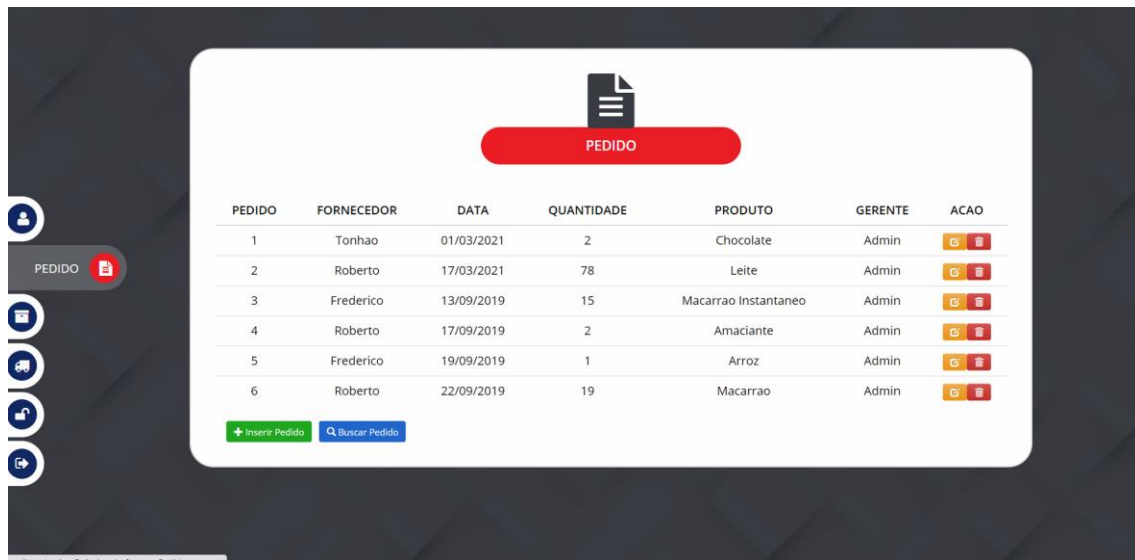 PEDIDO
PEDIDO FORNECEDOR DATA QUANTIDADE PRODUTO GERENTE ACAO
1 Tonhao 01/03/2021 2 Chocolate Admin
2 Roberto 17/03/2021 78 Leite Admin
3 Frederico 13/09/2019 15 Macarrao Instantaneo Admin
4 Roberto 17/09/2019 2 Amaciante Admin
5 Frederico 19/09/2019 1 Arroz Admin
6 Roberto 22/09/2019 19 Macarrao Admin
Inserir Pedido Buscar Pedido
PEDIDO